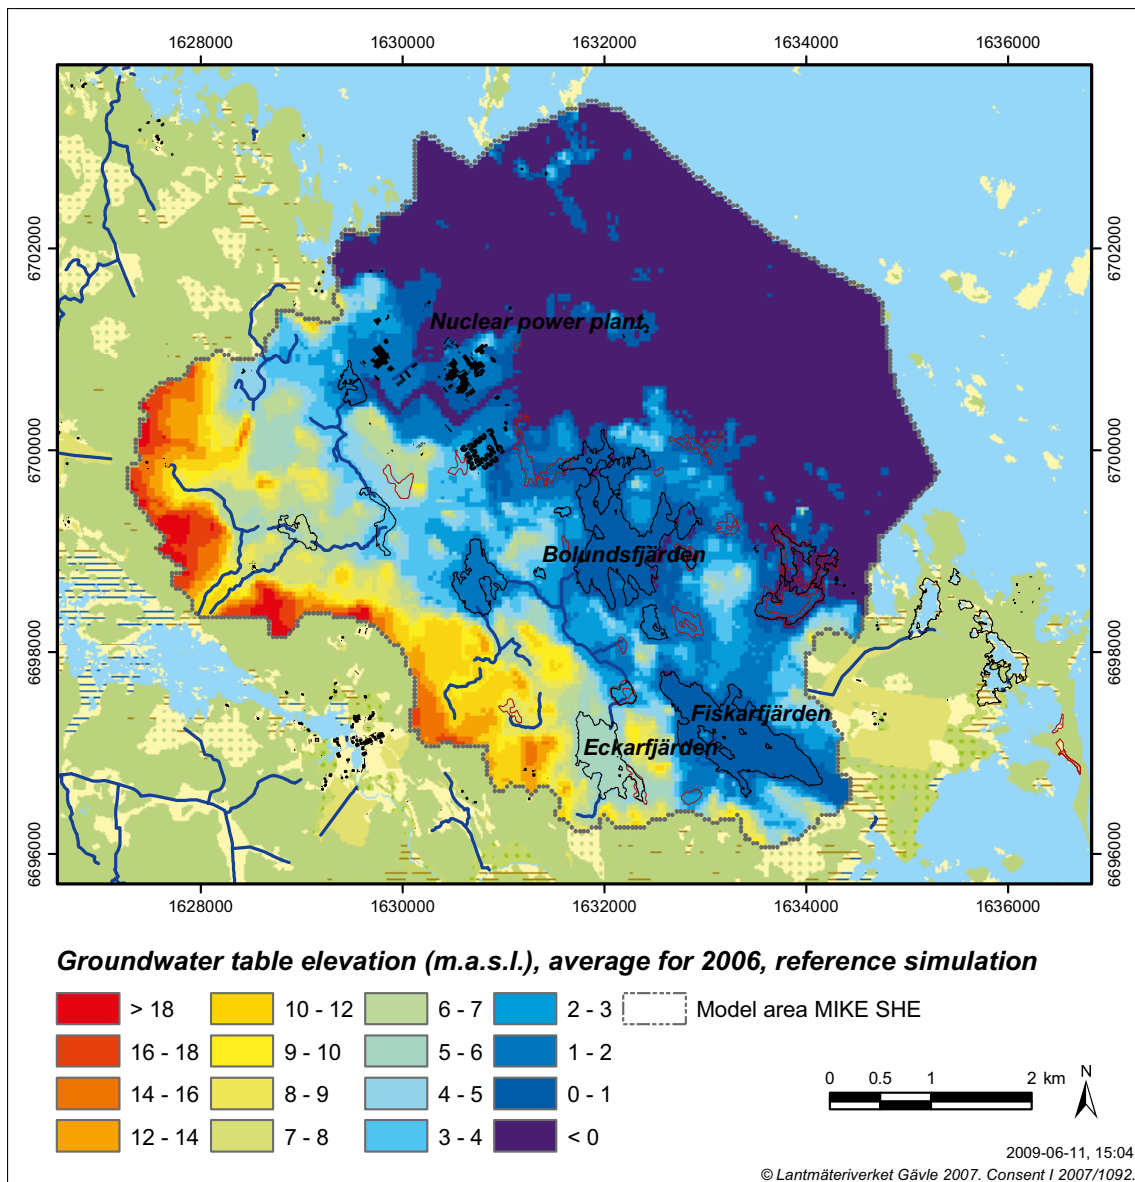 1628000 1630000 1632000 1634000 1636000
6702000 6702000
Nuclear power plant
6700000 6700000
Bolundsfjärden
6698000 6698000
Fiskarfjärden
Eckarfjärden
6696000 6696000
1628000 1630000 1632000 1634000 1636000
Groundwater table elevation (m.a.s.l.), average for 2006, reference simulation
> 18 10 - 12 6 - 7 2 - 3 Model area MIKE SHE
16 - 18 9 - 10 5 - 6 1 - 2
14 - 16 8 - 9 4 - 5 0 - 1
12 - 14 7 - 8 3 - 4 < 0
0 0.5 1 2 km
N
2009-06-11, 15:04
© Lantmäteriverket Gävle 2007. Consent I 2007/1092.